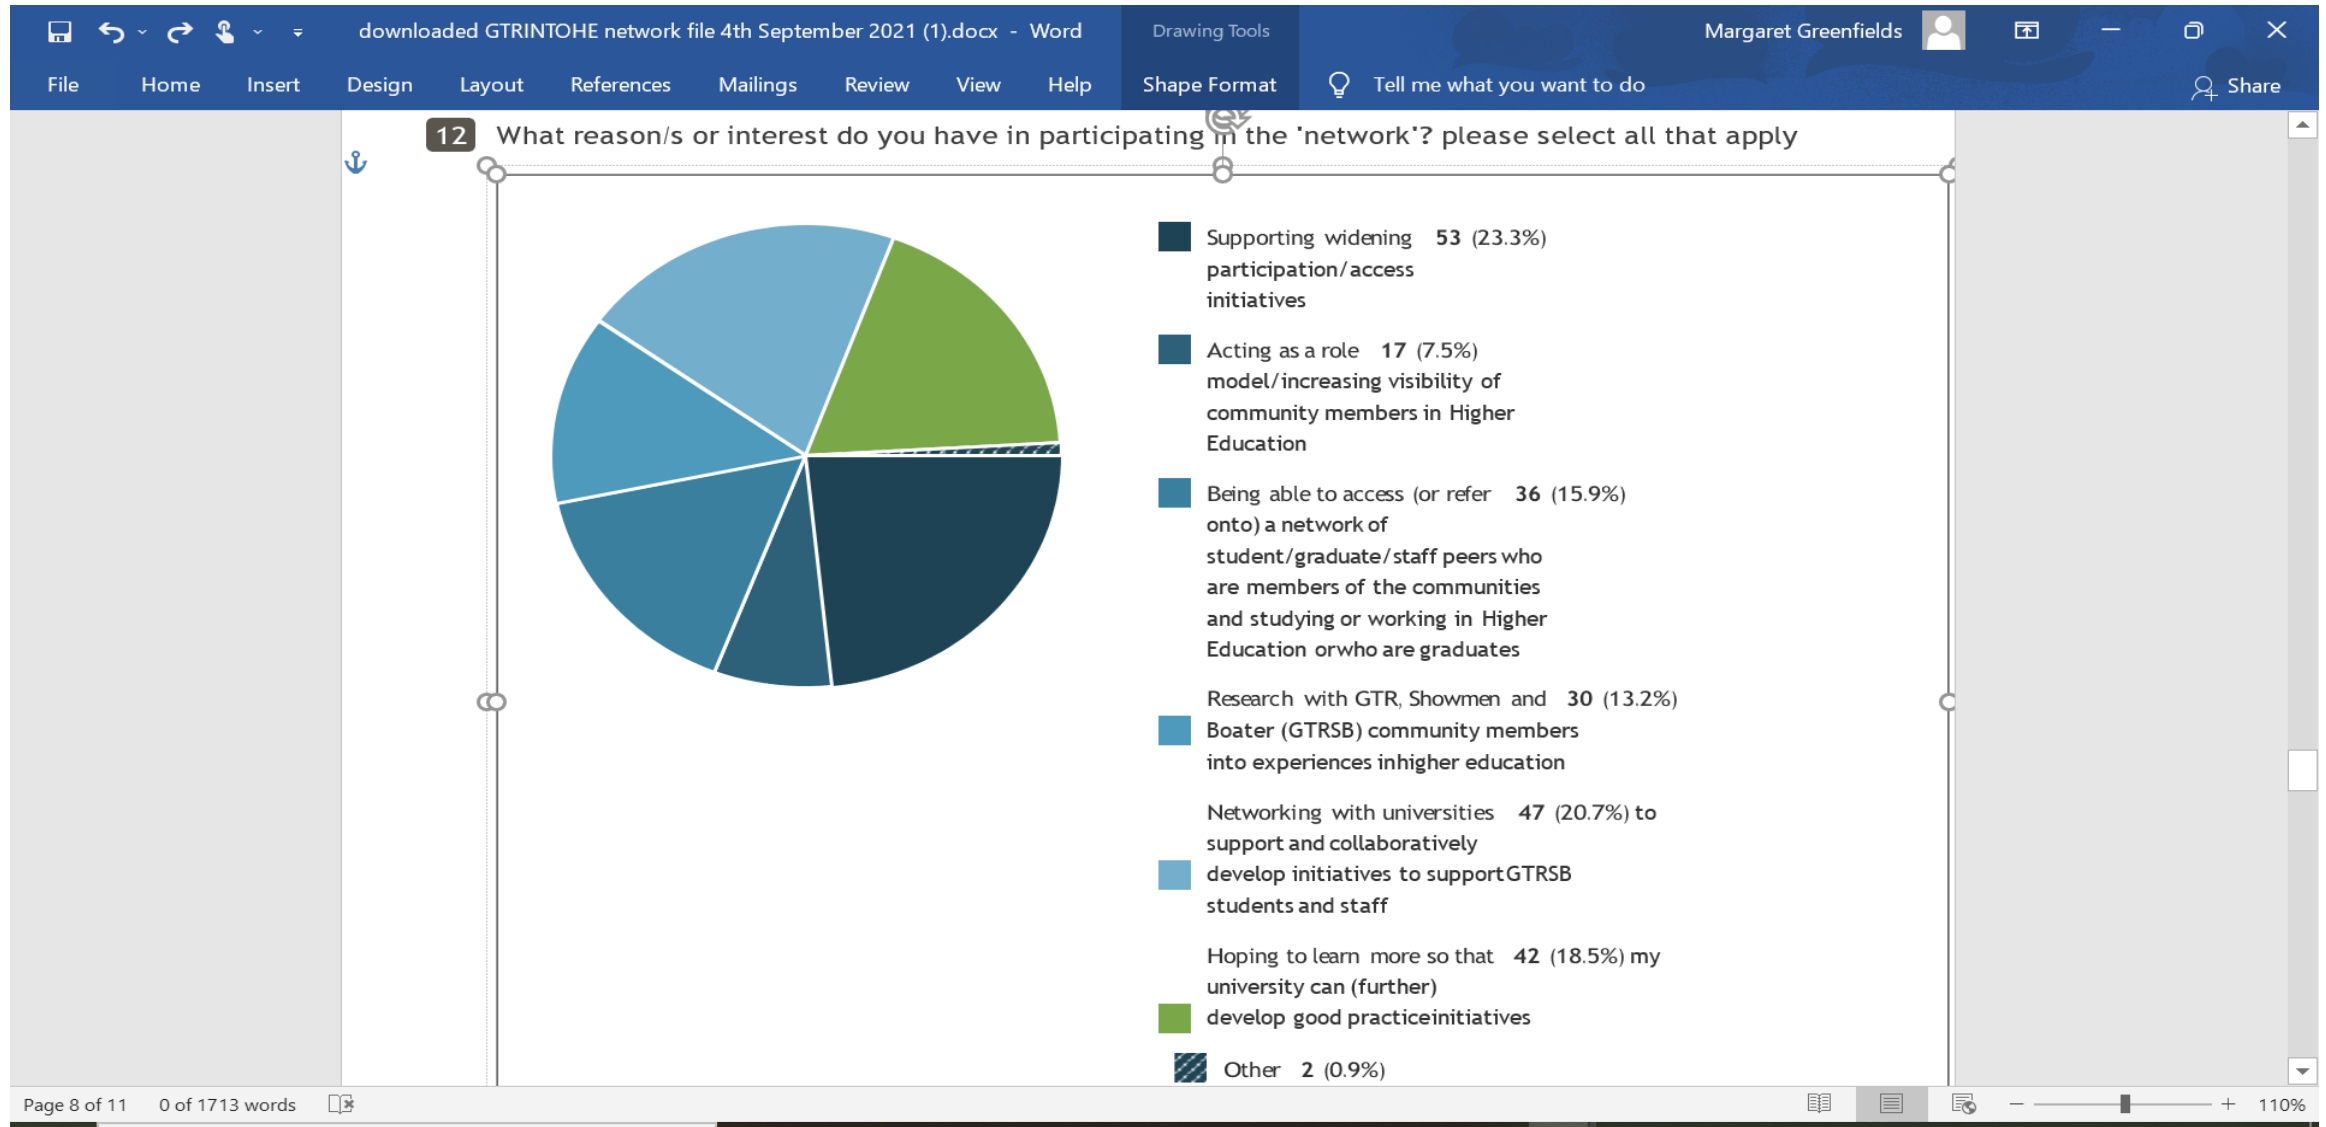 downloaded GTRINTOHE network file 4th September 2021 (1).docx - Word
Drawing Tools
Margaret Greenfields
File Home Insert Design Layout References Mailings Review View Help Shape Format Tell me what you want to do Share
12 What reason/s or interest do you have in participating in the 'network'? please select all that apply
Supporting widening 53 (23.3%)
participation/access
initiatives
Acting as a role 17 (7.5%)
model/increasing visibility of
community members in Higher
Education
Being able to access (or refer 36 (15.9%)
onto) a network of
student/graduate/staff peers who
are members of the communities
and studying or working in Higher
Education orwho are graduates
Research with GTR, Showmen and 30 (13.2%)
Boater (GTRSB) community members
into experiences inhigher education
Networking with universities 47 (20.7%) to
support and collaboratively
develop initiatives to supportGTRSB
students and staff
Hoping to learn more so that 42 (18.5%) my
university can (further)
develop good practiceinitiatives
Other 2 (0.9%)
Page 8 of 11 0 of 1713 words 110%